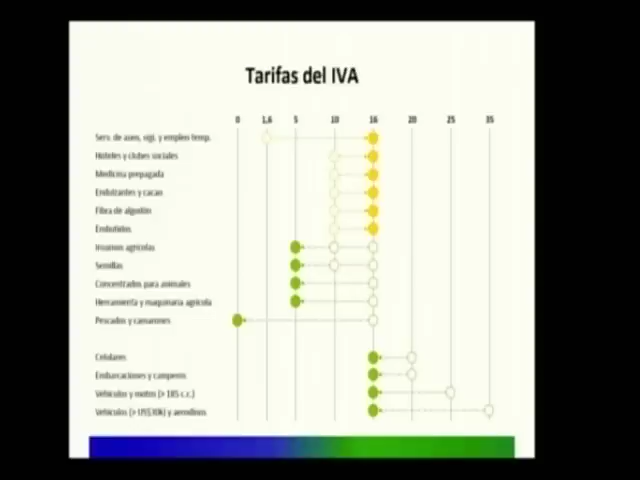 Tarifas del IVA
0 1,6 5 10 16 20 25 35
Serv. de aseo, vigi. y empleo temp.
Hoteles y clubes sociales
Medicina prepagada
Endulzantes y cacao
Fibra de algodón
Embutidos
Insumos agrícolas
Semillas
Concentrados para animales
Herramienta y maquinaria agrícola
Pescados y camarones
Celulares
Embarcaciones y camperos
Vehículos y motos (> 185 c.c.)
Vehículos (> US$30k) y aerodinos